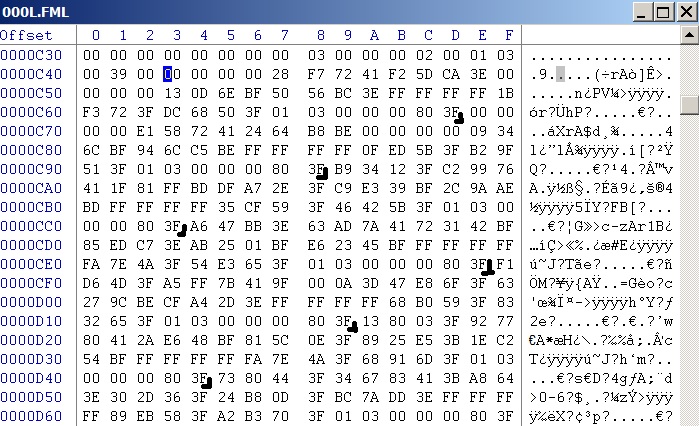 000L.FML
Offset 0 1 2 3 4 5 6 7 8 9 A B C D E F
0000C30 00 00 00 00 00 00 00 00 03 00 00 00 02 00 01 03 ................
0000C40 00 39 00 00 00 00 00 28 F7 72 41 F2 5D CA 3E 00 .9.....(÷rAò]Ê>.
0000C50 00 00 00 13 0D 6E BF 50 56 BC 3E FF FF FF FF 1B .....n¿PV¼>ÿÿÿÿ.
0000C60 F3 72 3F DC 68 50 3F 01 03 00 00 00 80 3F 00 00 ór?ÜhP?.....€?..
0000C70 00 00 E1 58 72 41 24 64 B8 BE 00 00 00 00 09 34 ..áXrA$d¸¾.....4
0000C80 6C BF 94 6C C5 BE FF FF FF FF 0F ED 5B 3F B2 9F l¿”lÅ¾ÿÿÿÿ.í[?²Ÿ
0000C90 51 3F 01 03 00 00 00 80 3F B9 34 12 3F C2 99 76 Q?.....€?¹4.?Â™v
0000CA0 41 1F 81 FF BD DF A7 2E 3F C9 E3 39 BF 2C 9A AE A..ÿ½ß§.?Éã9¿,š®
0000CB0 BD FF FF FF FF 35 CF 59 3F 46 42 5B 3F 01 03 00 ½ÿÿÿÿ5ÏY?FB[?...
0000CC0 00 00 80 3F A6 47 BB 3E 63 AD 7A 41 72 31 42 BF ..€?¦G»>c-zAr1B¿
0000CD0 85 ED C7 3E AB 25 01 BF E6 23 45 BF FF FF FF FF …íÇ>«%.¿æ#E¿ÿÿÿÿ
0000CE0 FA 7E 4A 3F 54 E3 65 3F 01 03 00 00 00 80 3F F1 ú~J?Tãe?.....€?ñ
0000CF0 D6 4D 3F A5 FF 7B 41 9F 00 0A 3D 47 E8 6F 3F 63 ÖM?¥ÿ{AŸ..=Gèo?c
0000D00 27 9C BE CF A4 2D 3E FF FF FF FF 68 B0 59 3F 83 'œ¾Ï¤->ÿÿÿÿh°Y?ƒ
0000D10 32 65 3F 01 03 00 00 00 80 3F 13 80 03 3F 92 77 2e?.....€?.€.?’w
0000D20 80 41 2A E6 48 BF 81 5C 0E 3F 89 25 E5 3B 1E C2 €A*æH¿.\.?‰%å;.Â
0000D30 54 BF FF FF FF FF FA 7E 4A 3F 68 91 6D 3F 01 03 T¿ÿÿÿÿú~J?h‘m?..
0000D40 00 00 00 80 3F 73 80 44 3F 34 67 83 41 3B A8 64 ...€?s€D?4gƒA;¨d
0000D50 3E 30 2D 36 3F 24 B8 0D 3F BC 7A DD 3E FF FF FF >0-6?$¸.?¼zÝ>ÿÿÿ
0000D60 FF 89 EB 58 3F A2 B3 70 3F 01 03 00 00 00 80 3F ÿ‰ëX?¢³p?.....€?